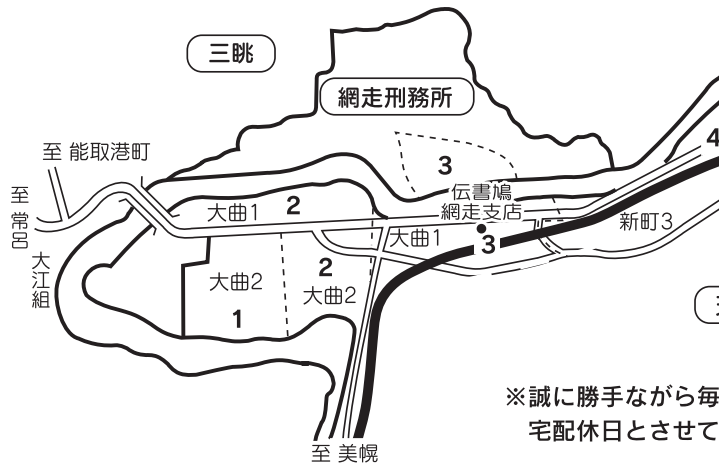 三眺
網走刑務所
至 能取港町
至 常呂
大江組
大曲1
2
3
伝書鳩
網走支店
4
新町3
大曲1
3
大曲2
1
2
大曲2
至 美幌
※誠に勝手ながら毎
宅配休日とさせて